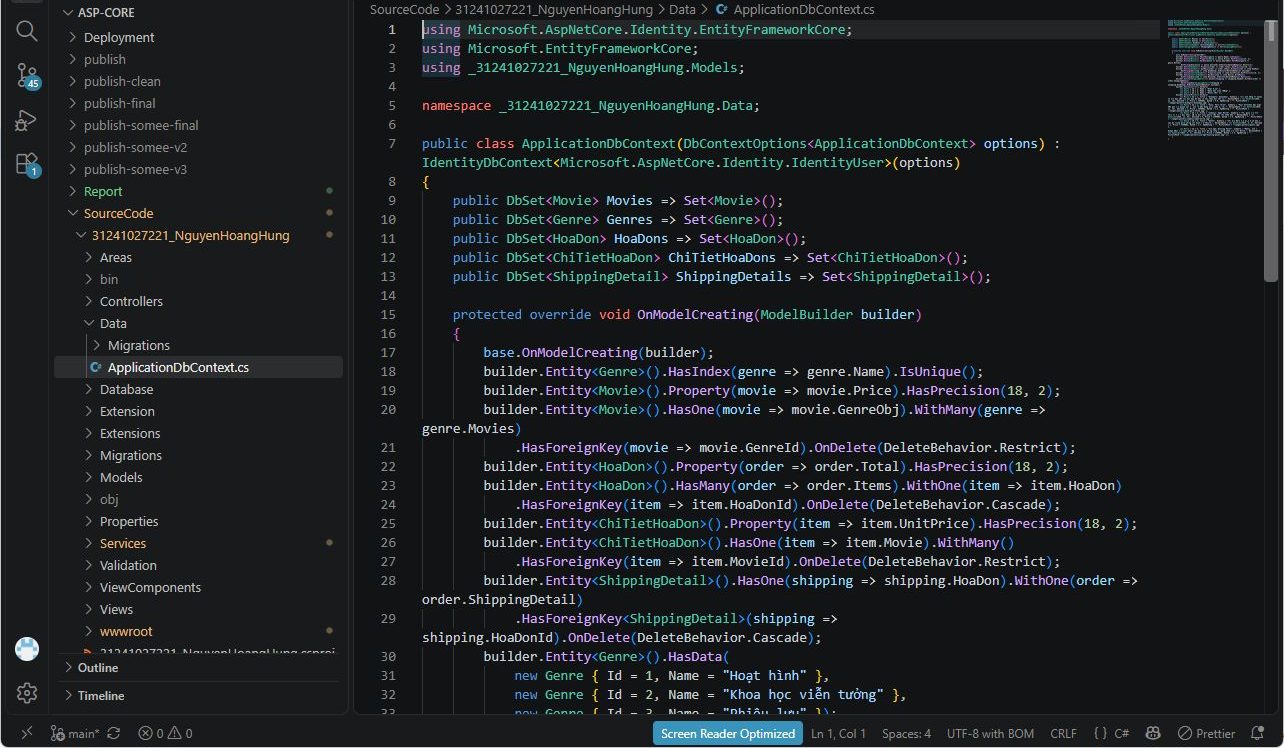 ASP-CORE
Deployment
publish
publish-clean
publish-final
publish-somee-final
publish-somee-v2
publish-somee-v3
Report
SourceCode
31241027221_NguyenHoangHung
Areas
bin
Controllers
Data
Migrations
C# ApplicationDbContext.cs
Database
Extension
Extensions
Migrations
Models
obj
Properties
Services
Validation
ViewComponents
Views
wwwroot
31241027221_NguyenHoangHung.csproj
Outline
Timeline
45
1
SourceCode > 31241027221_NguyenHoangHung > Data > C# ApplicationDbContext.cs
1 using Microsoft.AspNetCore.Identity.EntityFrameworkCore;
2 using Microsoft.EntityFrameworkCore;
3 using _31241027221_NguyenHoangHung.Models;
4
5 namespace _31241027221_NguyenHoangHung.Data;
6
7 public class ApplicationDbContext(DbContextOptions<ApplicationDbContext> options) :
IdentityDbContext<Microsoft.AspNetCore.Identity.IdentityUser>(options)
8 {
9 public DbSet<Movie> Movies => Set<Movie>();
10 public DbSet<Genre> Genres => Set<Genre>();
11 public DbSet<HoaDon> HoaDons => Set<HoaDon>();
12 public DbSet<ChiTietHoaDon> ChiTietHoaDons => Set<ChiTietHoaDon>();
13 public DbSet<ShippingDetail> ShippingDetails => Set<ShippingDetail>();
14
15 protected override void OnModelCreating(ModelBuilder builder)
16 {
17 base.OnModelCreating(builder);
18 builder.Entity<Genre>().HasIndex(genre => genre.Name).IsUnique();
19 builder.Entity<Movie>().Property(movie => movie.Price).HasPrecision(18, 2);
20 builder.Entity<Movie>().HasOne(movie => movie.GenreObj).WithMany(genre =>
genre.Movies)
21 .HasForeignKey(movie => movie.GenreId).OnDelete(DeleteBehavior.Restrict);
22 builder.Entity<HoaDon>().Property(order => order.Total).HasPrecision(18, 2);
23 builder.Entity<HoaDon>().HasMany(order => order.Items).WithOne(item => item.HoaDon)
24 .HasForeignKey(item => item.HoaDonId).OnDelete(DeleteBehavior.Cascade);
25 builder.Entity<ChiTietHoaDon>().Property(item => item.UnitPrice).HasPrecision(18, 2);
26 builder.Entity<ChiTietHoaDon>().HasOne(item => item.Movie).WithMany()
27 .HasForeignKey(item => item.MovieId).OnDelete(DeleteBehavior.Restrict);
28 builder.Entity<ShippingDetail>().HasOne(shipping => shipping.HoaDon).WithOne(order =>
order.ShippingDetail)
29 .HasForeignKey<ShippingDetail>(shipping =>
shipping.HoaDonId).OnDelete(DeleteBehavior.Cascade);
30 builder.Entity<Genre>().HasData(
31 new Genre { Id = 1, Name = "Hoạt hình" },
32 new Genre { Id = 2, Name = "Khoa học viễn tưởng" },
33 new Genre { Id = 3, Name = "Phiêu lưu" });
main* 0 0
Screen Reader Optimized Ln 1, Col 1 Spaces: 4 UTF-8 with BOM CRLF { } C# Prettier